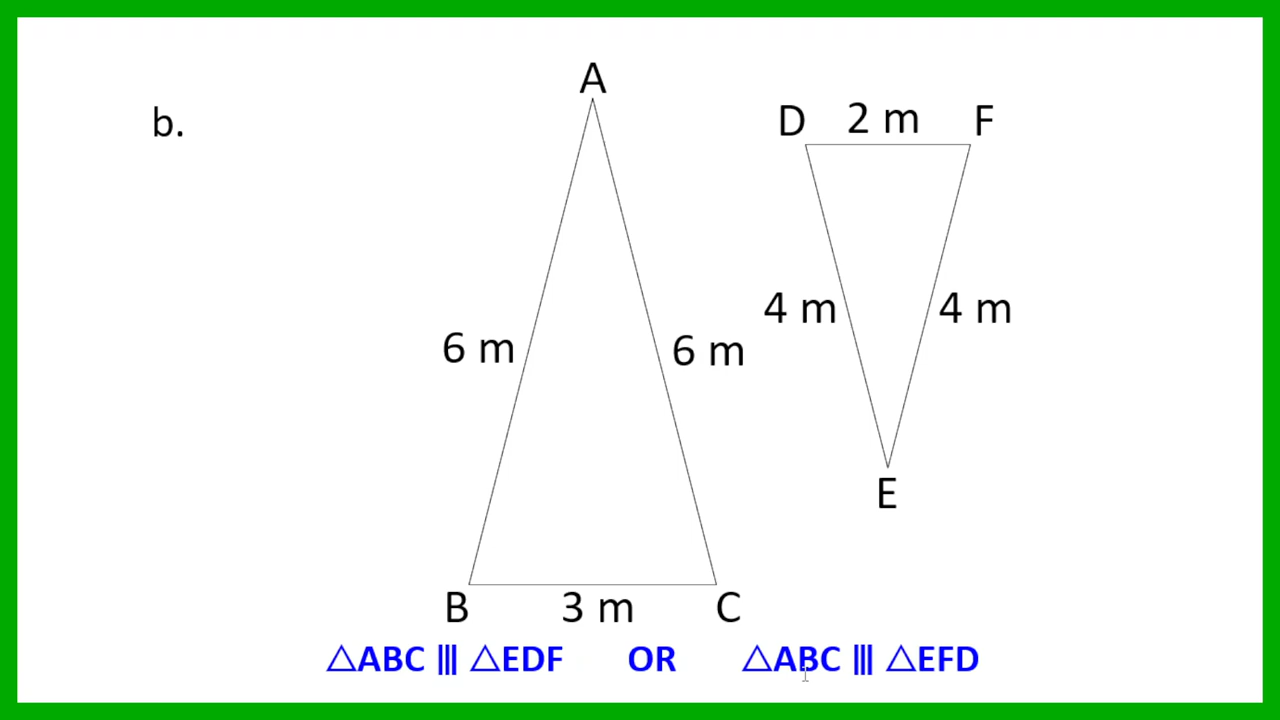 A
b.
D 2 m F
4 m 4 m
6 m 6 m
E
B 3 m C
△ABC ||| △EDF OR △ABC ||| △EFD